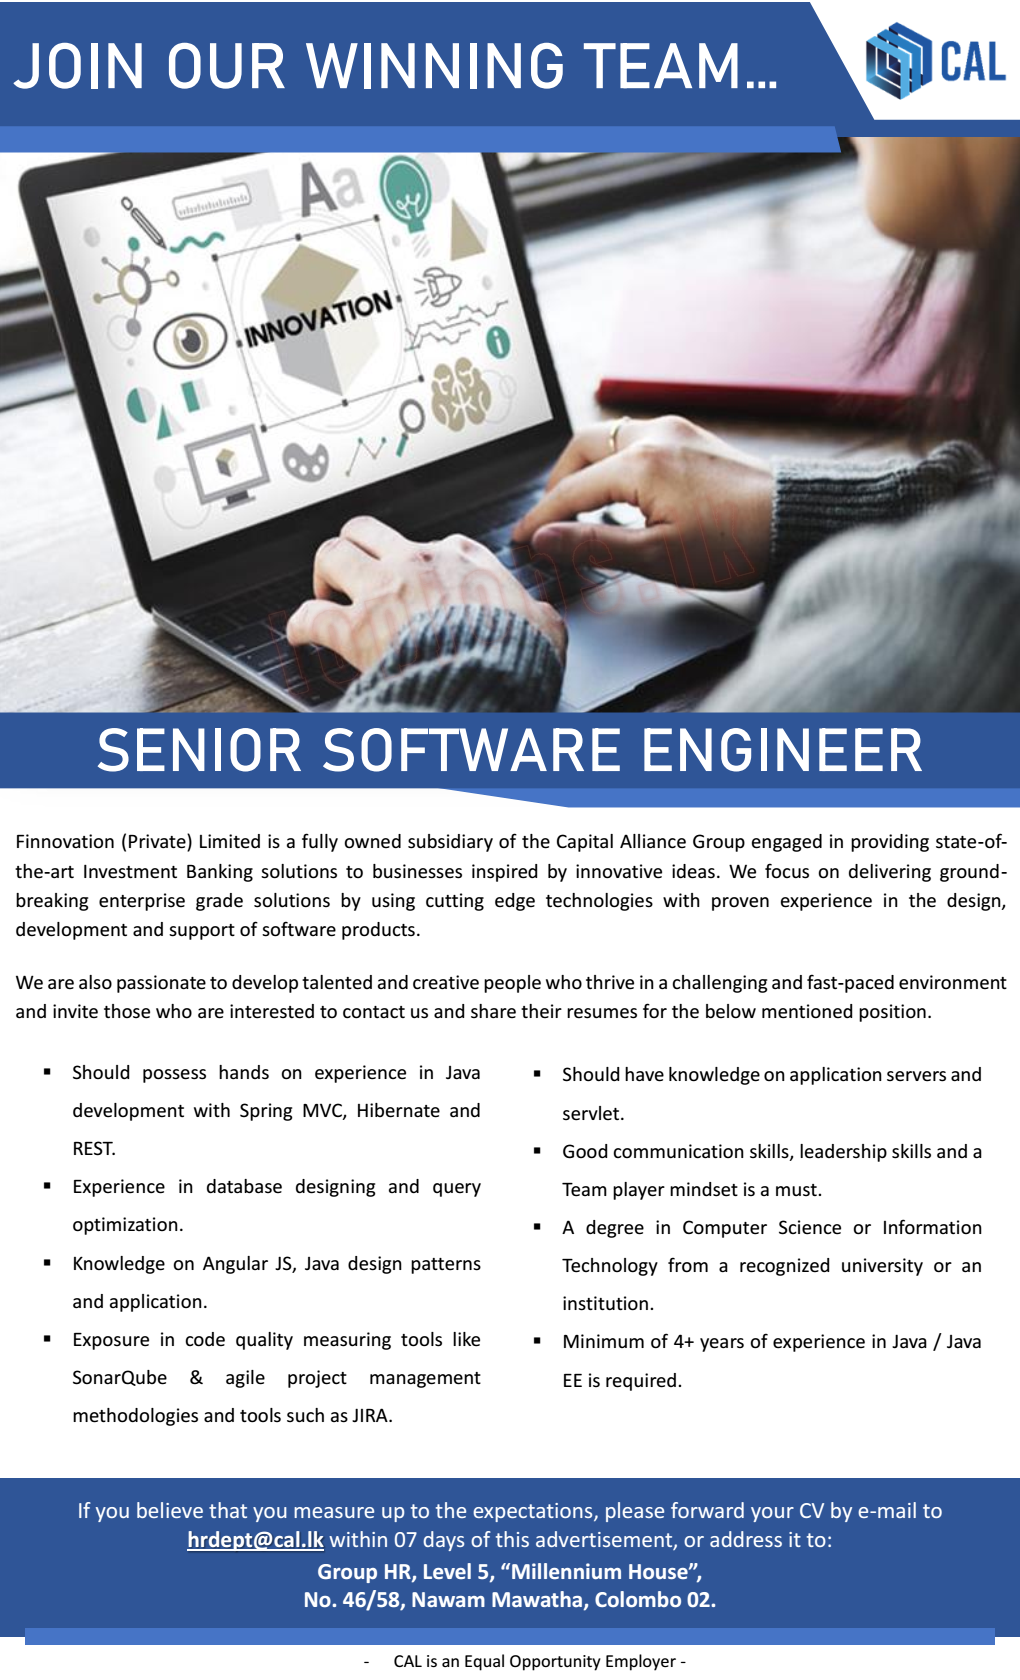 JOIN OUR WINNING TEAM...
CAL
Aa
INNOVATION
i
topjobs.lk
SENIOR SOFTWARE ENGINEER
Finnovation (Private) Limited is a fully owned subsidiary of the Capital Alliance Group engaged in providing state-of-
the-art Investment Banking solutions to businesses inspired by innovative ideas. We focus on delivering ground-
breaking enterprise grade solutions by using cutting edge technologies with proven experience in the design,
development and support of software products.
We are also passionate to develop talented and creative people who thrive in a challenging and fast-paced environment
and invite those who are interested to contact us and share their resumes for the below mentioned position.
▪ Should possess hands on experience in Java
development with Spring MVC, Hibernate and
REST.
▪ Experience in database designing and query
optimization.
▪ Knowledge on Angular JS, Java design patterns
and application.
▪ Exposure in code quality measuring tools like
SonarQube & agile project management
methodologies and tools such as JIRA.
▪ Should have knowledge on application servers and
servlet.
▪ Good communication skills, leadership skills and a
Team player mindset is a must.
▪ A degree in Computer Science or Information
Technology from a recognized university or an
institution.
▪ Minimum of 4+ years of experience in Java / Java
EE is required.
If you believe that you measure up to the expectations, please forward your CV by e-mail to
hrdept@cal.lk within 07 days of this advertisement, or address it to:
Group HR, Level 5, “Millennium House”,
No. 46/58, Nawam Mawatha, Colombo 02.
- CAL is an Equal Opportunity Employer -